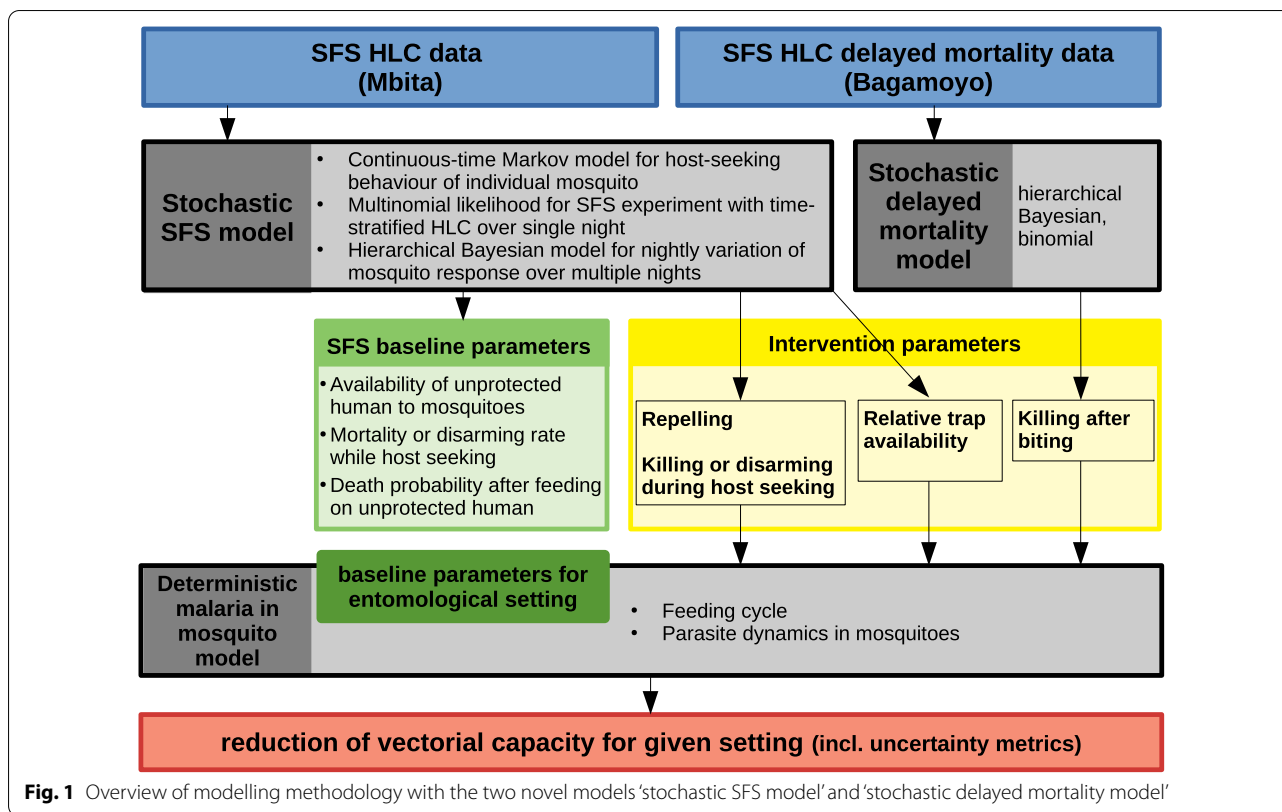 SFS HLC data
(Mbita)
SFS HLC delayed mortality data
(Bagamoyo)
Stochastic
SFS model
• Continuous-time Markov model for host-seeking
behaviour of individual mosquito
• Multinomial likelihood for SFS experiment with time-
stratified HLC over single night
• Hierarchical Bayesian model for nightly variation of
mosquito response over multiple nights
Stochastic
delayed
mortality
model
hierarchical
Bayesian,
binomial
SFS baseline parameters
• Availability of unprotected
human to mosquitoes
• Mortality or disarming rate
while host seeking
• Death probability after feeding
on unprotected human
Intervention parameters
Repelling
Killing or disarming
during host seeking
Relative trap
availability
Killing after
biting
Deterministic
malaria in
mosquito
model
baseline parameters for
entomological setting
• Feeding cycle
• Parasite dynamics in mosquitoes
reduction of vectorial capacity for given setting (incl. uncertainty metrics)
Fig. 1 Overview of modelling methodology with the two novel models ‘stochastic SFS model’ and ‘stochastic delayed mortality model’